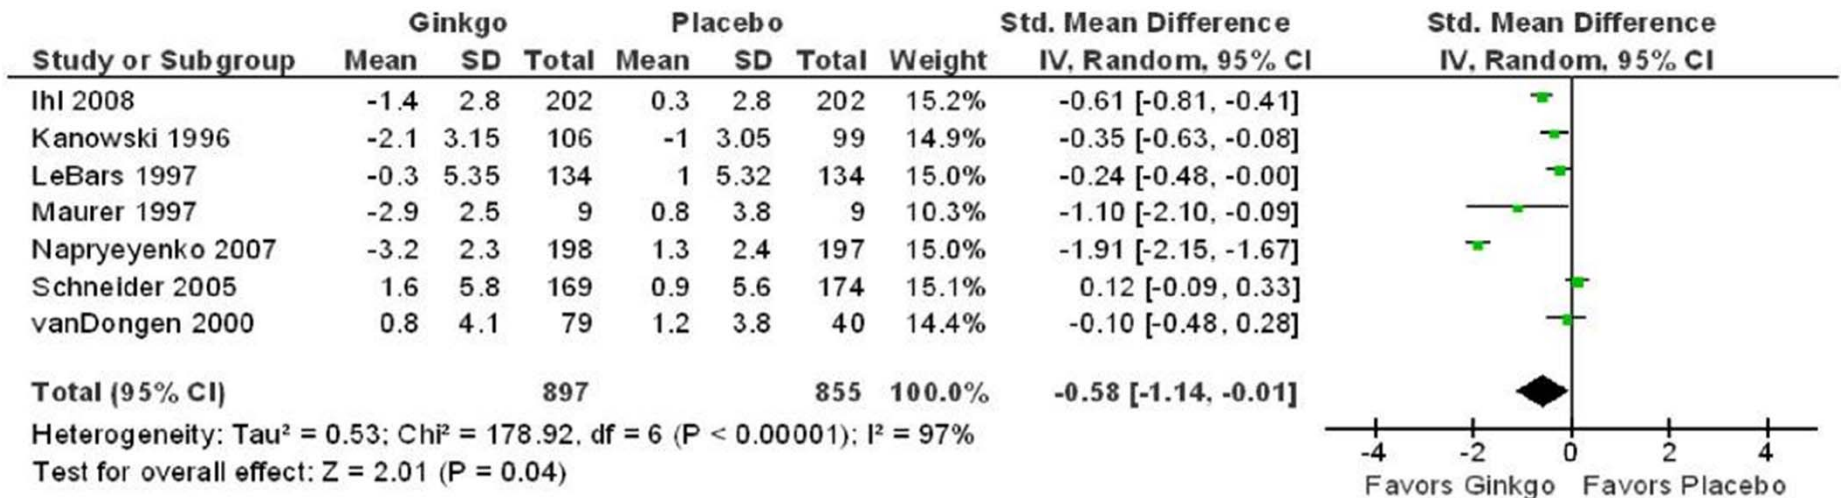 Ginkgo Placebo Std. Mean Difference Std. Mean Difference
Study or Subgroup Mean SD Total Mean SD Total Weight IV, Random, 95% CI IV, Random, 95% CI
Ihl 2008 -1.4 2.8 202 0.3 2.8 202 15.2% -0.61 [-0.81, -0.41]
Kanowski 1996 -2.1 3.15 106 -1 3.05 99 14.9% -0.35 [-0.63, -0.08]
LeBars 1997 -0.3 5.35 134 1 5.32 134 15.0% -0.24 [-0.48, -0.00]
Maurer 1997 -2.9 2.5 9 0.8 3.8 9 10.3% -1.10 [-2.10, -0.09]
Napryeyenko 2007 -3.2 2.3 198 1.3 2.4 197 15.0% -1.91 [-2.15, -1.67]
Schneider 2005 1.6 5.8 169 0.9 5.6 174 15.1% 0.12 [-0.09, 0.33]
vanDongen 2000 0.8 4.1 79 1.2 3.8 40 14.4% -0.10 [-0.48, 0.28]
Total (95% CI) 897 855 100.0% -0.58 [-1.14, -0.01]
Heterogeneity: Tau² = 0.53; Chi² = 178.92, df = 6 (P < 0.00001); I² = 97%
Test for overall effect: Z = 2.01 (P = 0.04)
-4 -2 0 2 4
Favors Ginkgo Favors Placebo